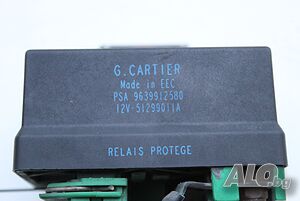 G.CARTIER
Made in EEC
PSA 9639912580
12V-51299011A
RELAIS PROTEGE
ALO.bg